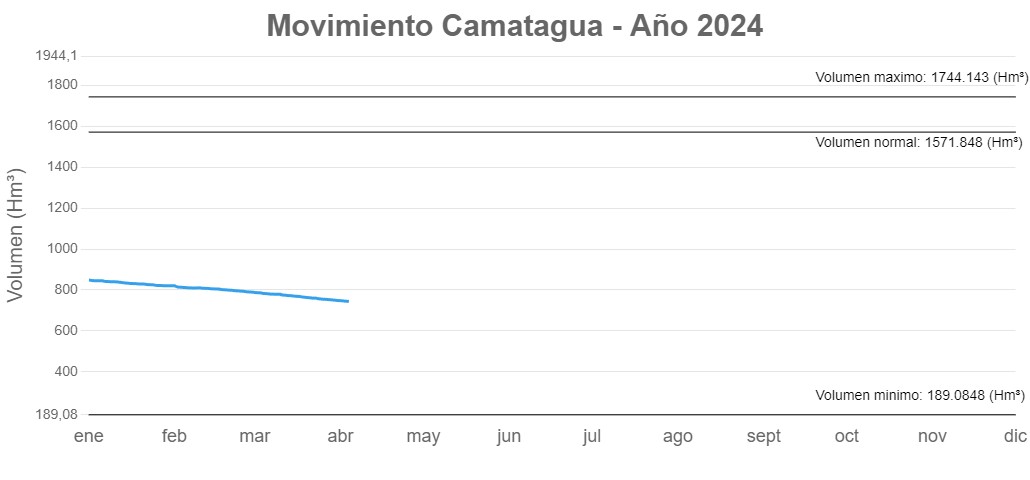 Movimiento Camatagua - Año 2024
1944,1
1800
Volumen maximo: 1744.143 (Hm³)
1600
Volumen normal: 1571.848 (Hm³)
1400
1200
1000
800
600
400
Volumen minimo: 189.0848 (Hm³)
189,08
Volumen (Hm³)
ene feb mar abr may jun jul ago sept oct nov dic